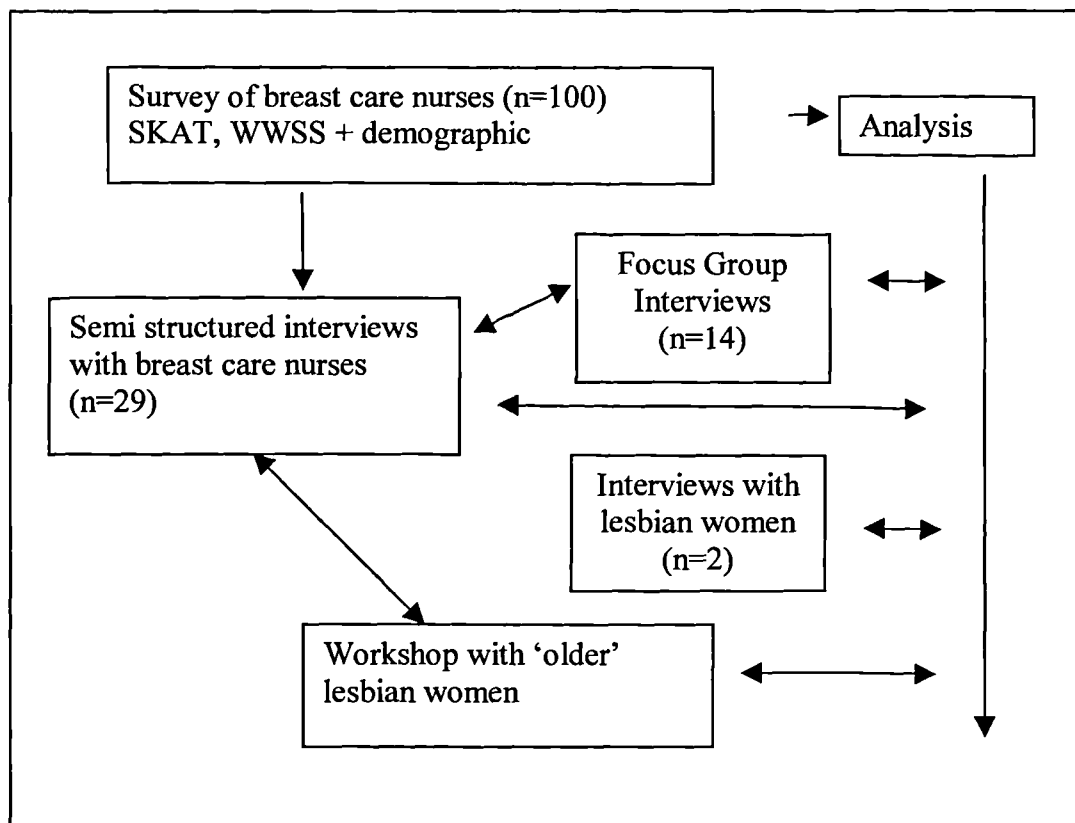 Survey of breast care nurses (n=100)
SKAT, WWSS + demographic
Analysis
Focus Group
Interviews
(n=14)
Semi structured interviews
with breast care nurses
(n=29)
Interviews with
lesbian women
(n=2)
Workshop with ‘older’
lesbian women